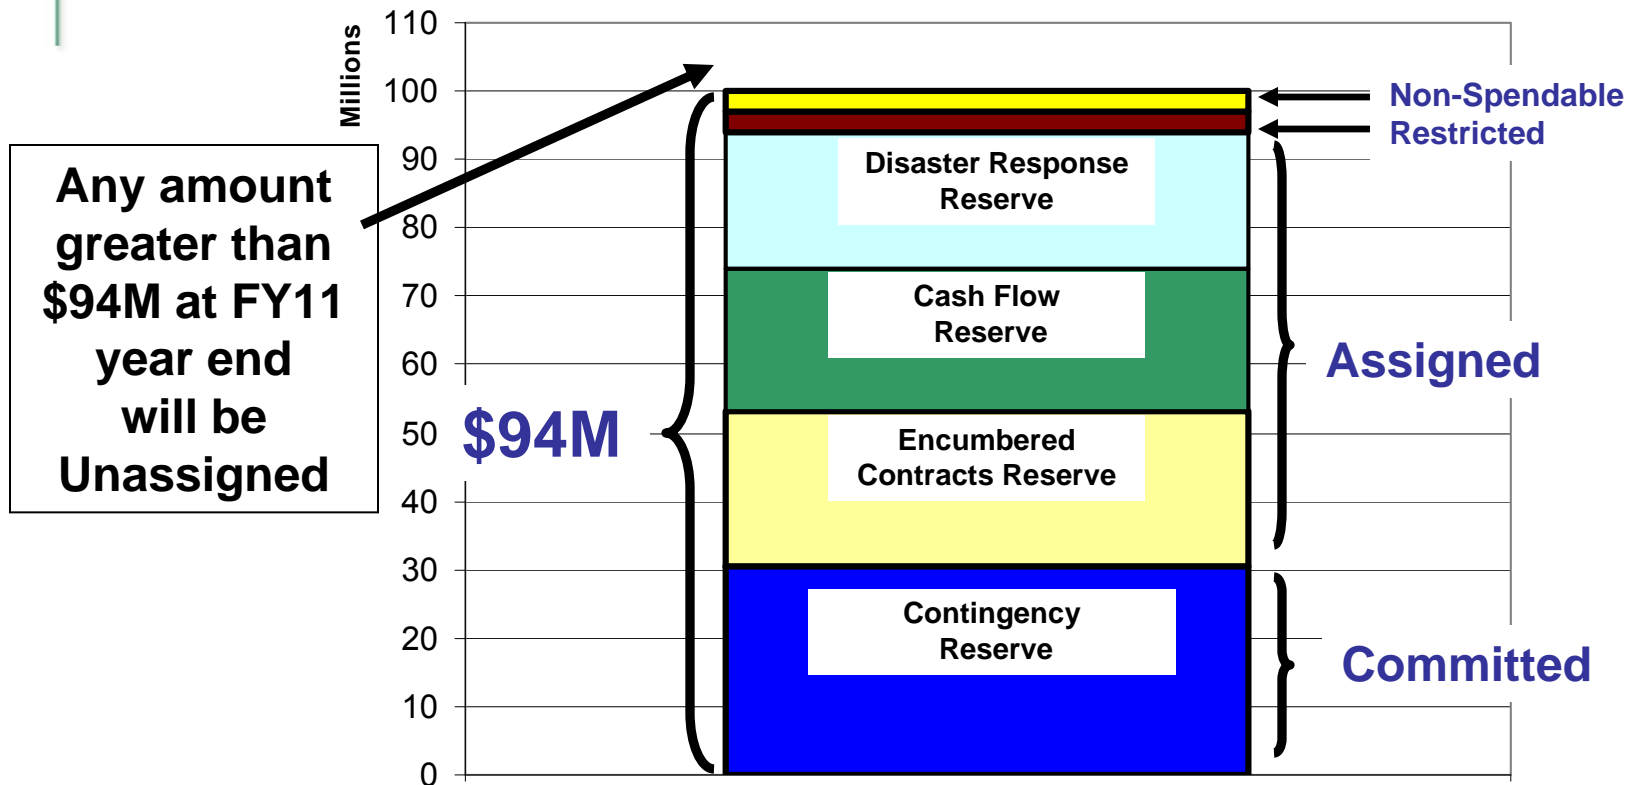 Millions
110
100
90
80
70
60
50
40
30
20
10
0
Any amount
greater than
$94M at FY11
year end
will be
Unassigned
$94M
Disaster Response
Reserve
Cash Flow
Reserve
Encumbered
Contracts Reserve
Contingency
Reserve
Non-Spendable
Restricted
Assigned
Committed